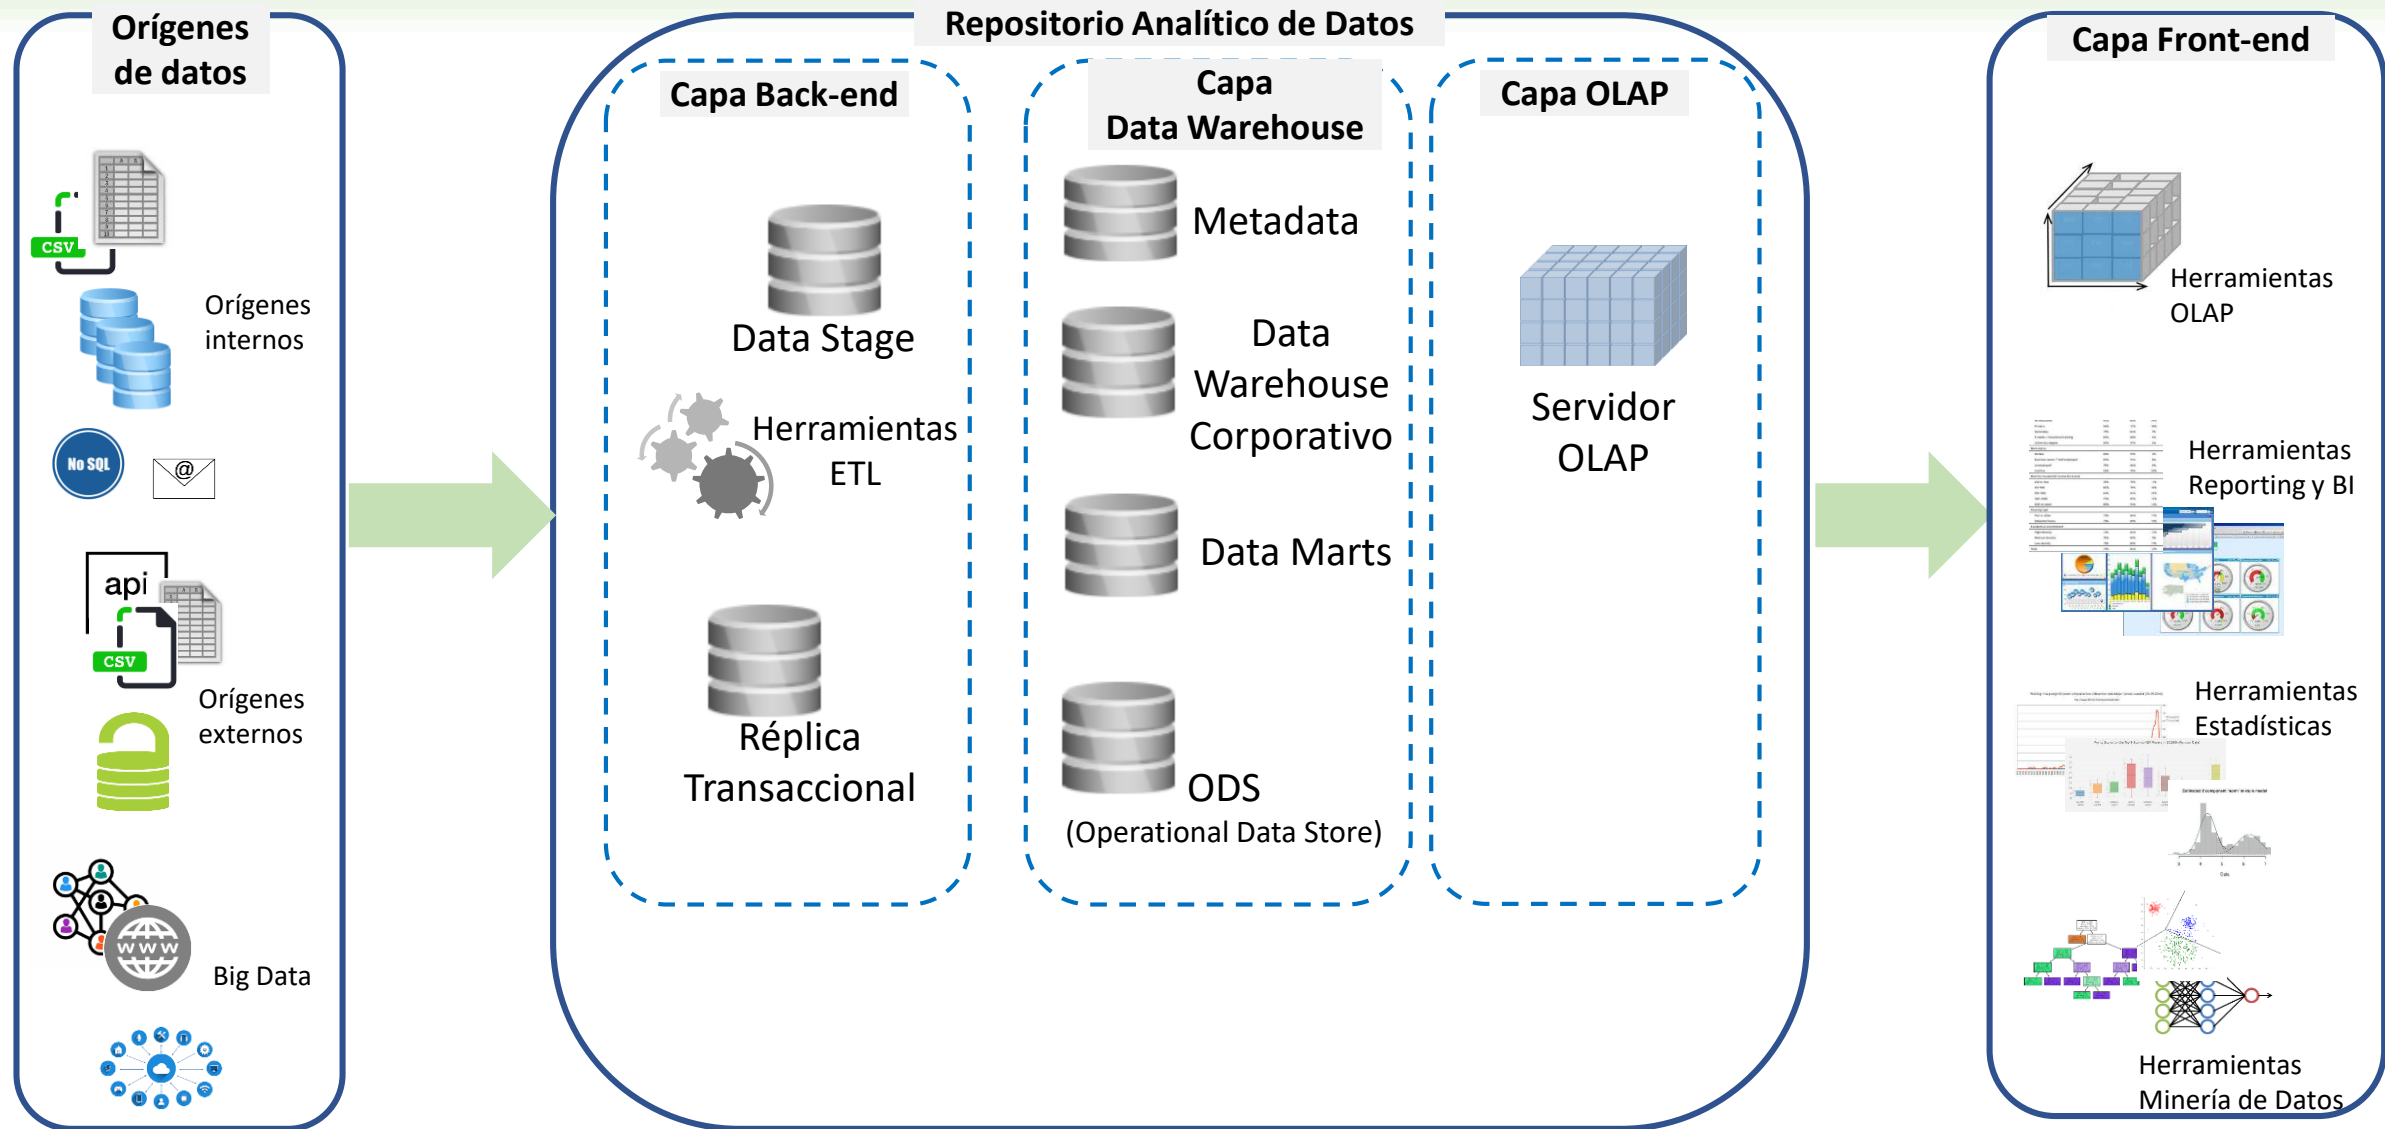 Orígenes
de datos
CSV
Orígenes
internos
No SQL
@
api
CSV
Orígenes
externos
WWW
Big Data
Repositorio Analítico de Datos
Capa Back-end
Data Stage
Herramientas
ETL
Réplica
Transaccional
Capa
Data Warehouse
Metadata
Data
Warehouse
Corporativo
Data Marts
ODS
(Operational Data Store)
Capa OLAP
Servidor
OLAP
Capa Front-end
Herramientas
OLAP
Herramientas
Reporting y BI
Herramientas
Estadísticas
Herramientas
Minería de Datos